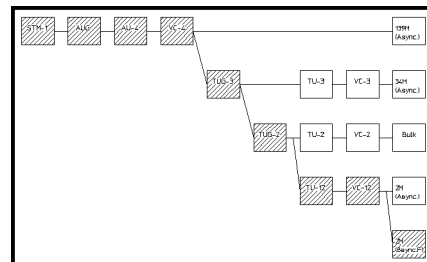 STM-1 AUG AU-4 VC-4 139M
(Async.)
TUG-3 TU-3 VC-3 34M
(Async.)
TUG-2 TU-2 VC-2 Bulk
TU-12 VC-12 2M
(Async.)
2M